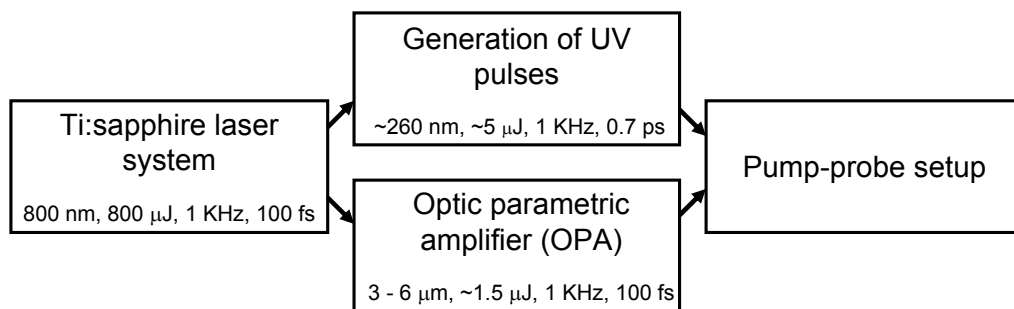 Ti:sapphire laser
system
800 nm, 800 μJ, 1 KHz, 100 fs
Generation of UV
pulses
~260 nm, ~5 μJ, 1 KHz, 0.7 ps
Optic parametric
amplifier (OPA)
3 - 6 μm, ~1.5 μJ, 1 KHz, 100 fs
Pump-probe setup